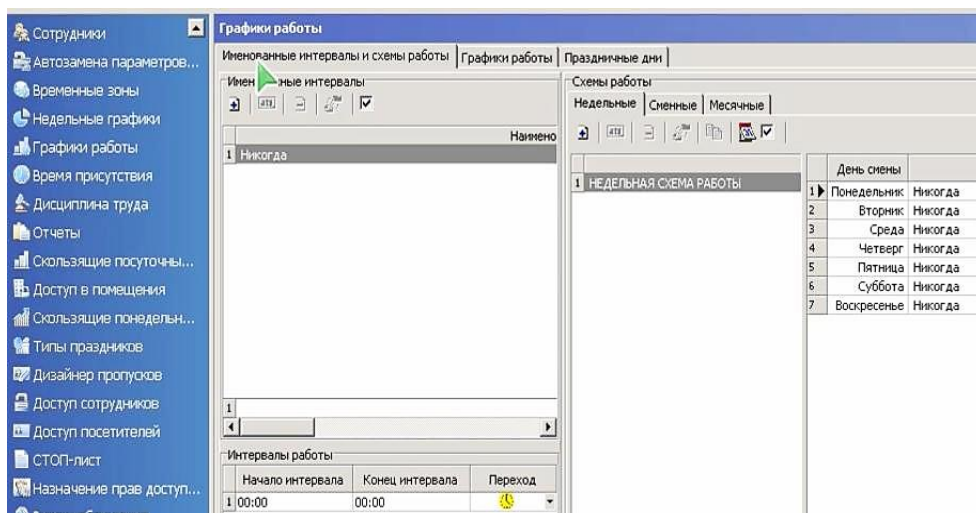 Сотрудники
Автозамена параметров...
Временные зоны
Недельные графики
Графики работы
Время присутствия
Дисциплина труда
Отчеты
Скользящие посуточны...
Доступ в помещения
Скользящие понедельн...
Типы праздников
Дизайнер пропусков
Доступ сотрудников
Доступ посетителей
СТОП-лист
Назначение прав доступ...
Графики работы
Именованные интервалы и схемы работы Графики работы Праздничные дни
Имен ные интервалы
Наимено
1 Никогда
1
Интервалы работы
Начало интервала Конец интервала Переход
1 00:00 00:00
Схемы работы
Недельные Сменные Месячные
1 НЕДЕЛЬНАЯ СХЕМА РАБОТЫ
День смены
1 Понедельник Никогда
2 Вторник Никогда
3 Среда Никогда
4 Четверг Никогда
5 Пятница Никогда
6 Суббота Никогда
7 Воскресенье Никогда